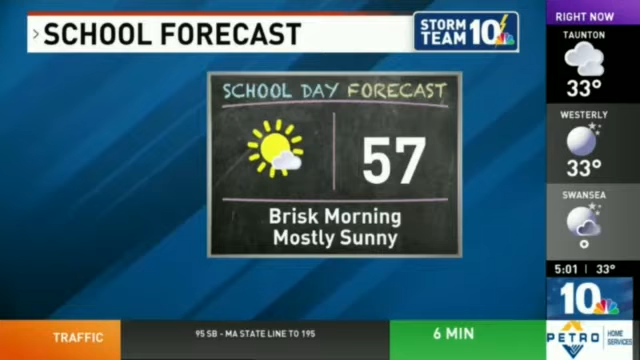 SCHOOL FORECAST
STORM
TEAM 10
SCHOOL DAY FORECAST
57
Brisk Morning
Mostly Sunny
RIGHT NOW
TAUNTON
33°
WESTERLY
33°
SWANSEA
°
5:01 | 33°
10
PETRO HOME
SERVICES
TRAFFIC
95 SB - MA STATE LINE TO 195
6 MIN